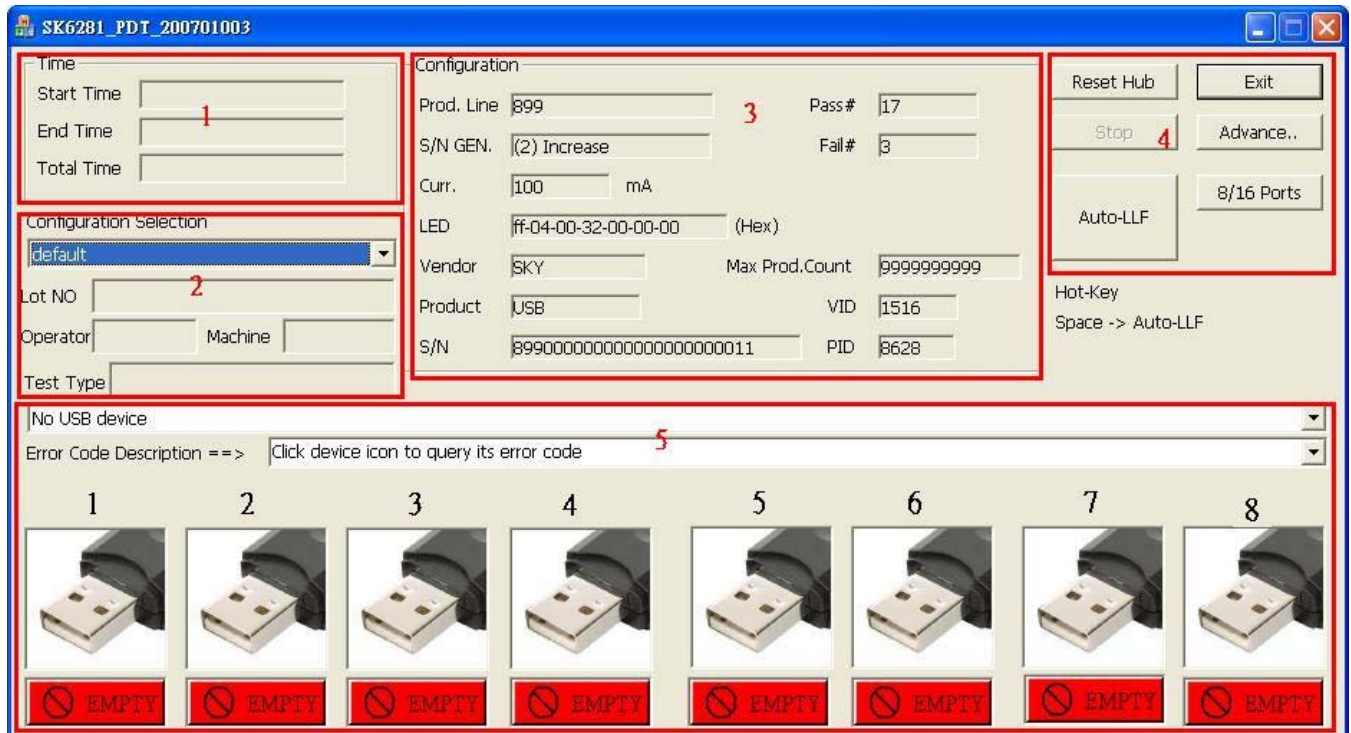 SK6281_PDT_200701003
Time
Start Time
End Time
Total Time
1
Configuration Selection
default
Lot NO
2
Operator Machine
Test Type
Configuration
Prod. Line 899 Pass# 17
3
S/N GEN. (2) Increase Fail# 3
Curr. 100 mA
LED ff-04-00-32-00-00-00 (Hex)
Vendor SKY Max Prod.Count 9999999999
Product USB VID 1516
S/N PID 8628
Reset Hub Exit
Stop 4 Advance..
Auto-LLF 8/16 Ports
Hot-Key
Space -> Auto-LLF
No USB device
Error Code Description ==> Click device icon to query its error code
5
1 2 3 4 5 6 7 8
EMPTY EMPTY EMPTY EMPTY EMPTY EMPTY EMPTY EMPTY